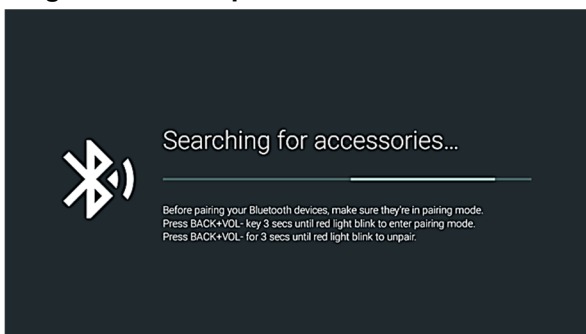 Searching for accessories...
Before pairing your Bluetooth devices, make sure they're in pairing mode.
Press BACK+VOL- key 3 secs until red light blink to enter pairing mode.
Press BACK+VOL- for 3 secs until red light blink to unpair.